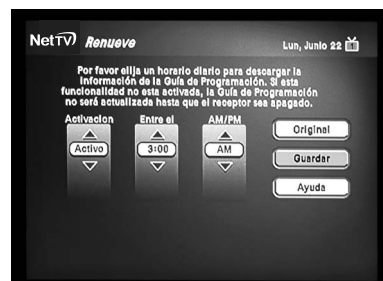 NetTV Renueve
Lun, Junio 22
1
Por favor elija un horario diario para descargar la
información de la Guía de Programación. Si esta
funcionalidad no esta activada, la Guía de Programación
no será actualizada hasta que el receptor sea apagado.
Activacion Entre el AM/PM
Activo 3:00 AM
Original
Guardar
Ayuda